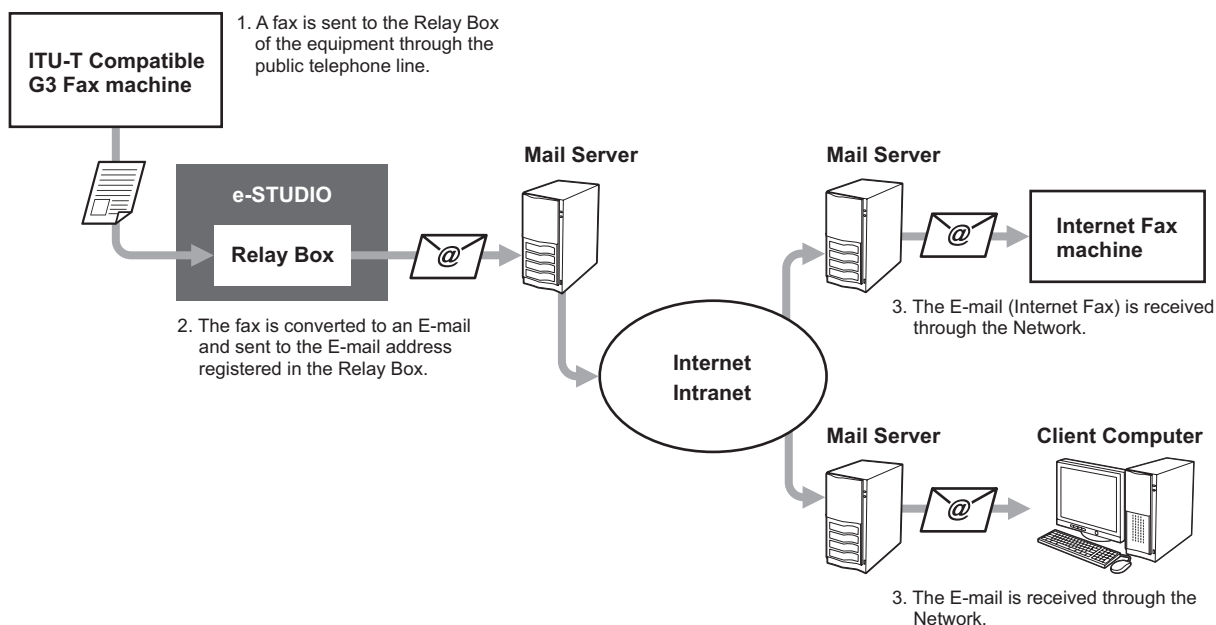 1. A fax is sent to the Relay Box
of the equipment through the
public telephone line.
ITU-T Compatible
G3 Fax machine
e-STUDIO
Relay Box
@
2. The fax is converted to an E-mail
and sent to the E-mail address
registered in the Relay Box.
Mail Server
Internet
Intranet
Mail Server
@
Internet Fax
machine
3. The E-mail (Internet Fax) is received
through the Network.
Mail Server
@
Client Computer
3. The E-mail is received through the
Network.